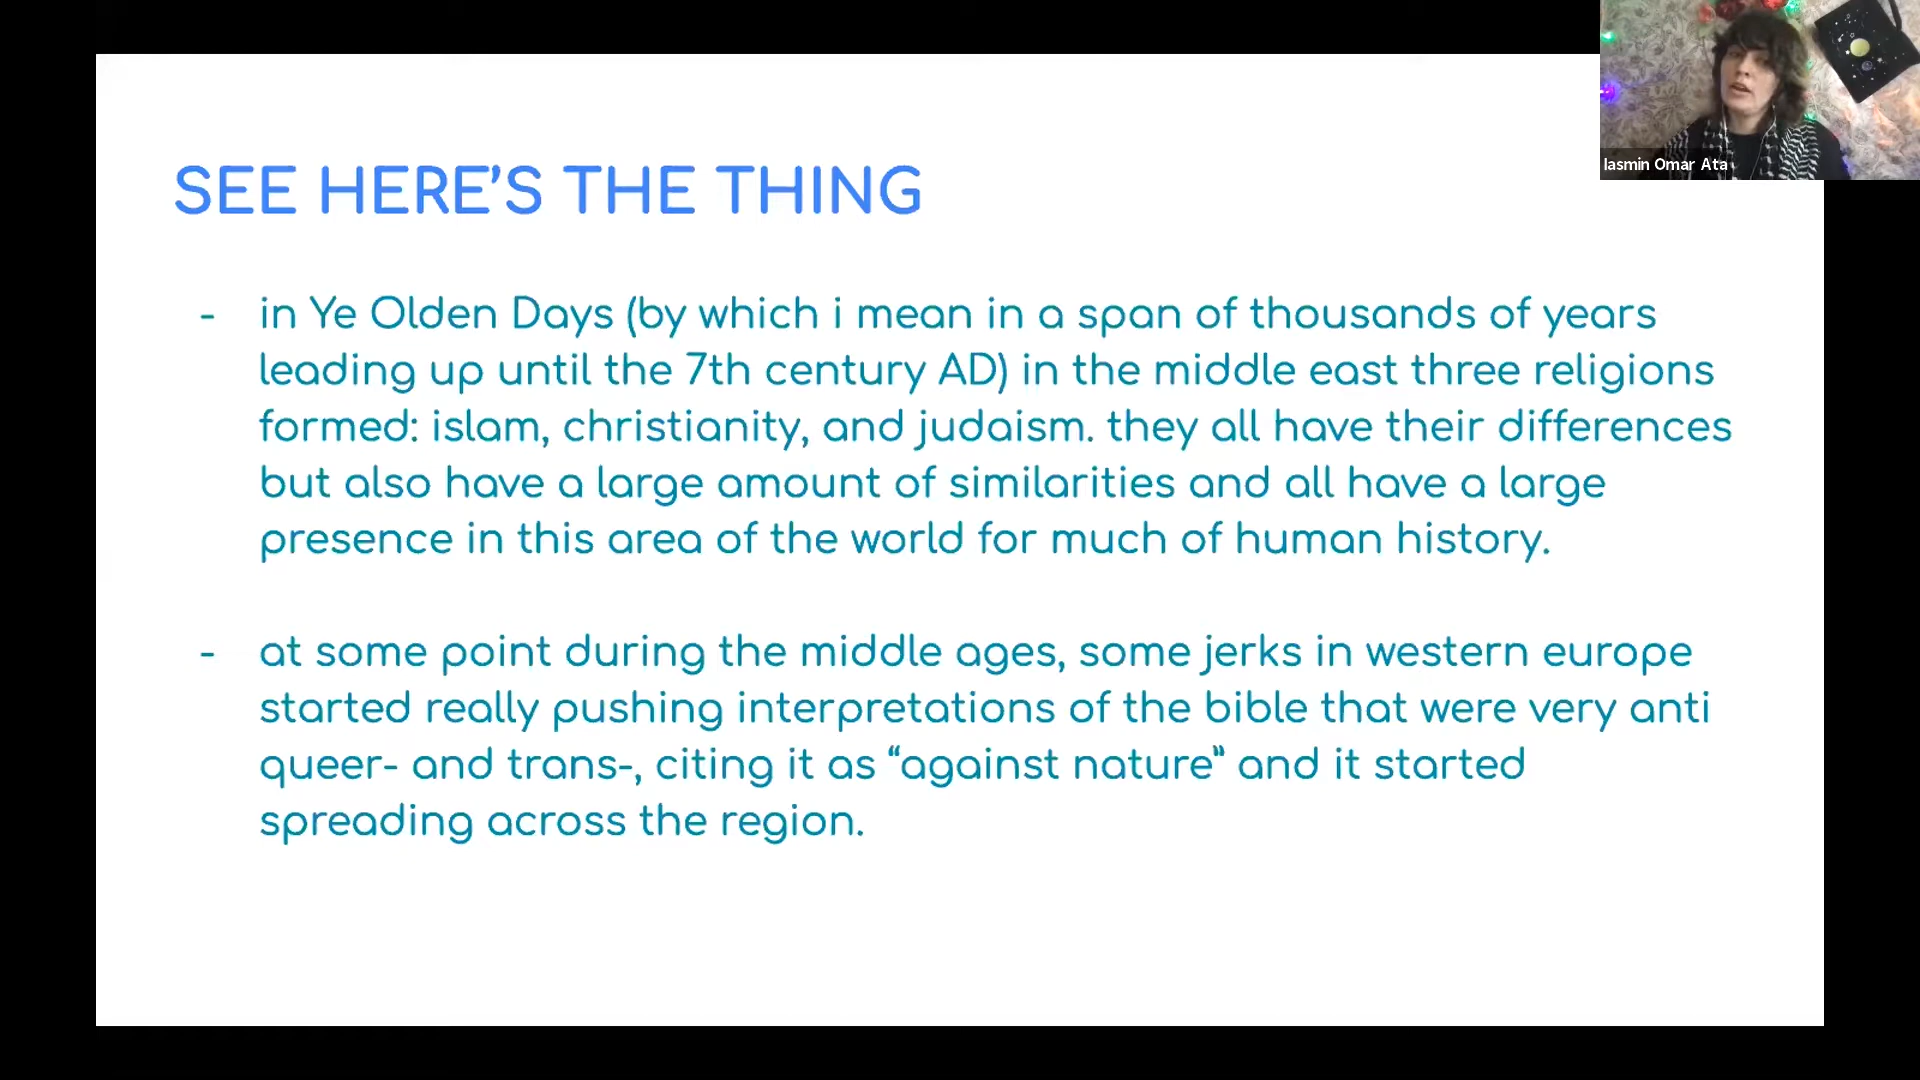 SEE HERE’S THE THING
- in Ye Olden Days (by which i mean in a span of thousands of years
leading up until the 7th century AD) in the middle east three religions
formed: islam, christianity, and judaism. they all have their differences
but also have a large amount of similarities and all have a large
presence in this area of the world for much of human history.
- at some point during the middle ages, some jerks in western europe
started really pushing interpretations of the bible that were very anti
queer- and trans-, citing it as “against nature” and it started
spreading across the region.
Iasmin Omar Ata